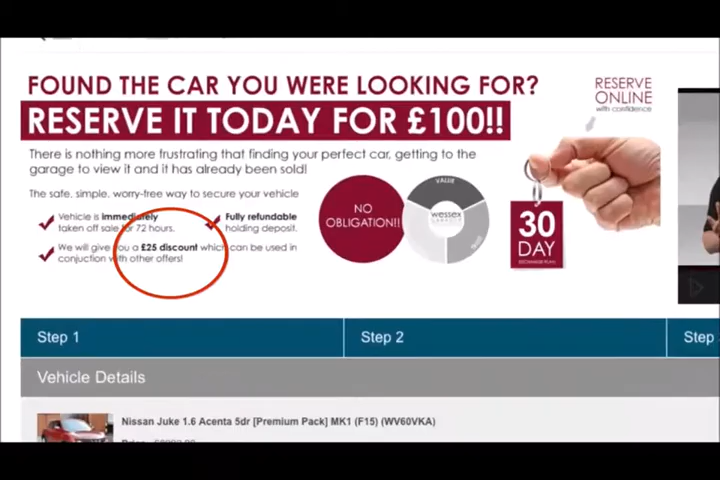 FOUND THE CAR YOU WERE LOOKING FOR?
RESERVE IT TODAY FOR £100!!
RESERVE
ONLINE
with confidence
There is nothing more frustrating that finding your perfect car, getting to the
garage to view it and it has already been sold!
The safe, simple, worry-free way to secure your vehicle
Vehicle is immediately
taken off sale for 72 hours.
Fully refundable
holding deposit.
We will give you a £25 discount which can be used in
conjuction with other offers!
NO
OBLIGATION!!
VALUE
wessex
TRUST
30
DAY
EXCHANGE PLAN
Step 1
Step 2
Step
Vehicle Details
Nissan Juke 1.6 Acenta 5dr [Premium Pack] MK1 (F15) (WV60VKA)